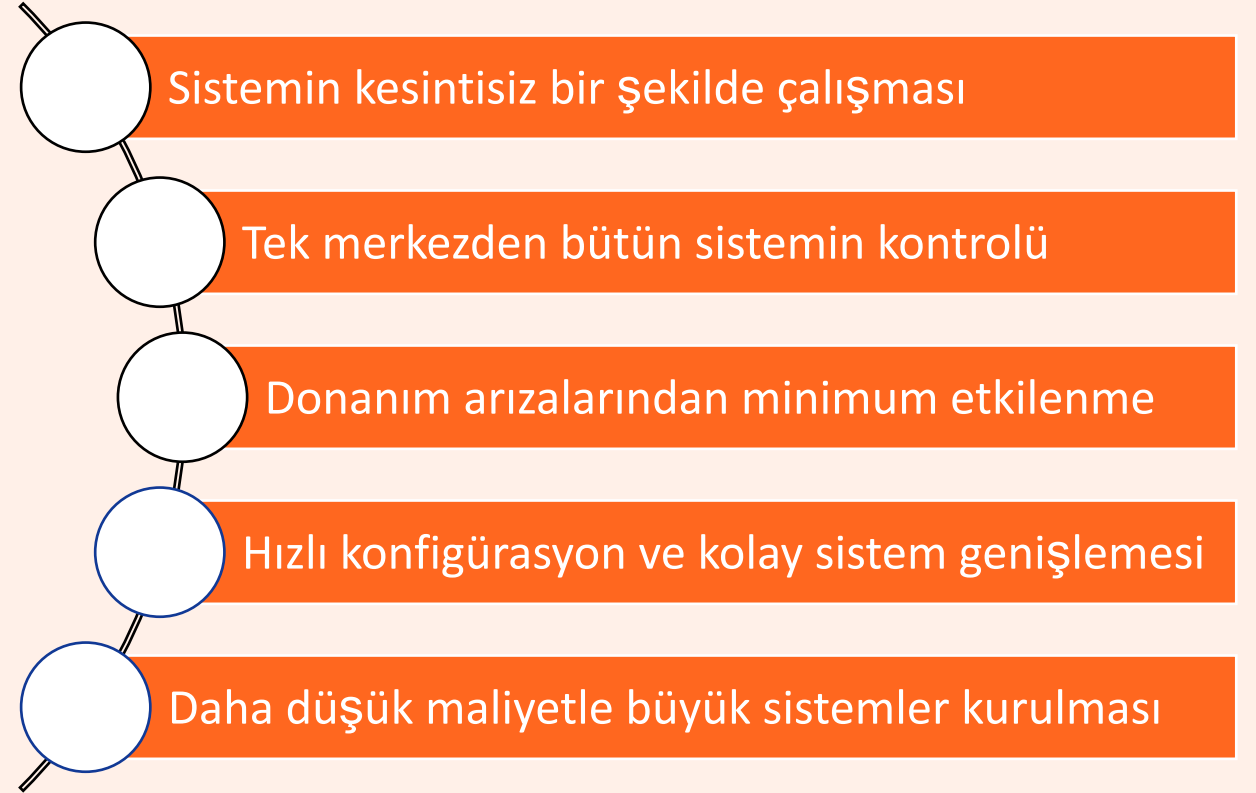 Sistemin kesintisiz bir şekilde çalışması
Tek merkezden bütün sistemin kontrolü
Donanım arızalarından minimum etkilenme
Hızlı konfigürasyon ve kolay sistem genişlemesi
Daha düşük maliyetle büyük sistemler kurulması